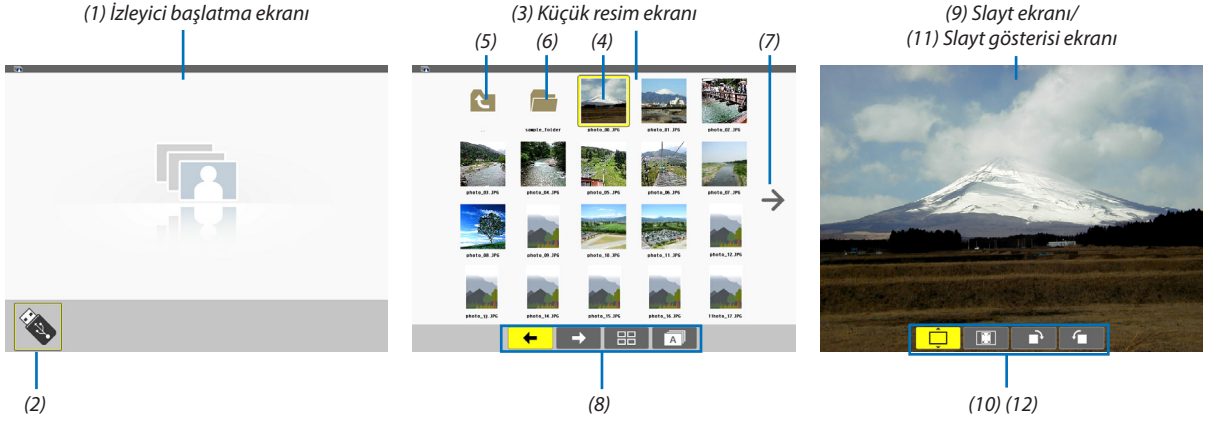 (1) İzleyici başlatma ekranı
(3) Küçük resim ekranı
(9) Slayt ekranı/
(11) Slayt gösterisi ekranı
(5) (6) (4) (7)
sample_folder photo_00.JPG photo_01.JPG photo_02.JPG
photo_03.JPG photo_04.JPG photo_05.JPG photo_06.JPG photo_07.JPG
photo_08.JPG photo_09.JPG photo_10.JPG photo_11.JPG photo_12.JPG
photo_14.JPG photo_15.JPG photo_16.JPG
A
(2) (8) (10) (12)